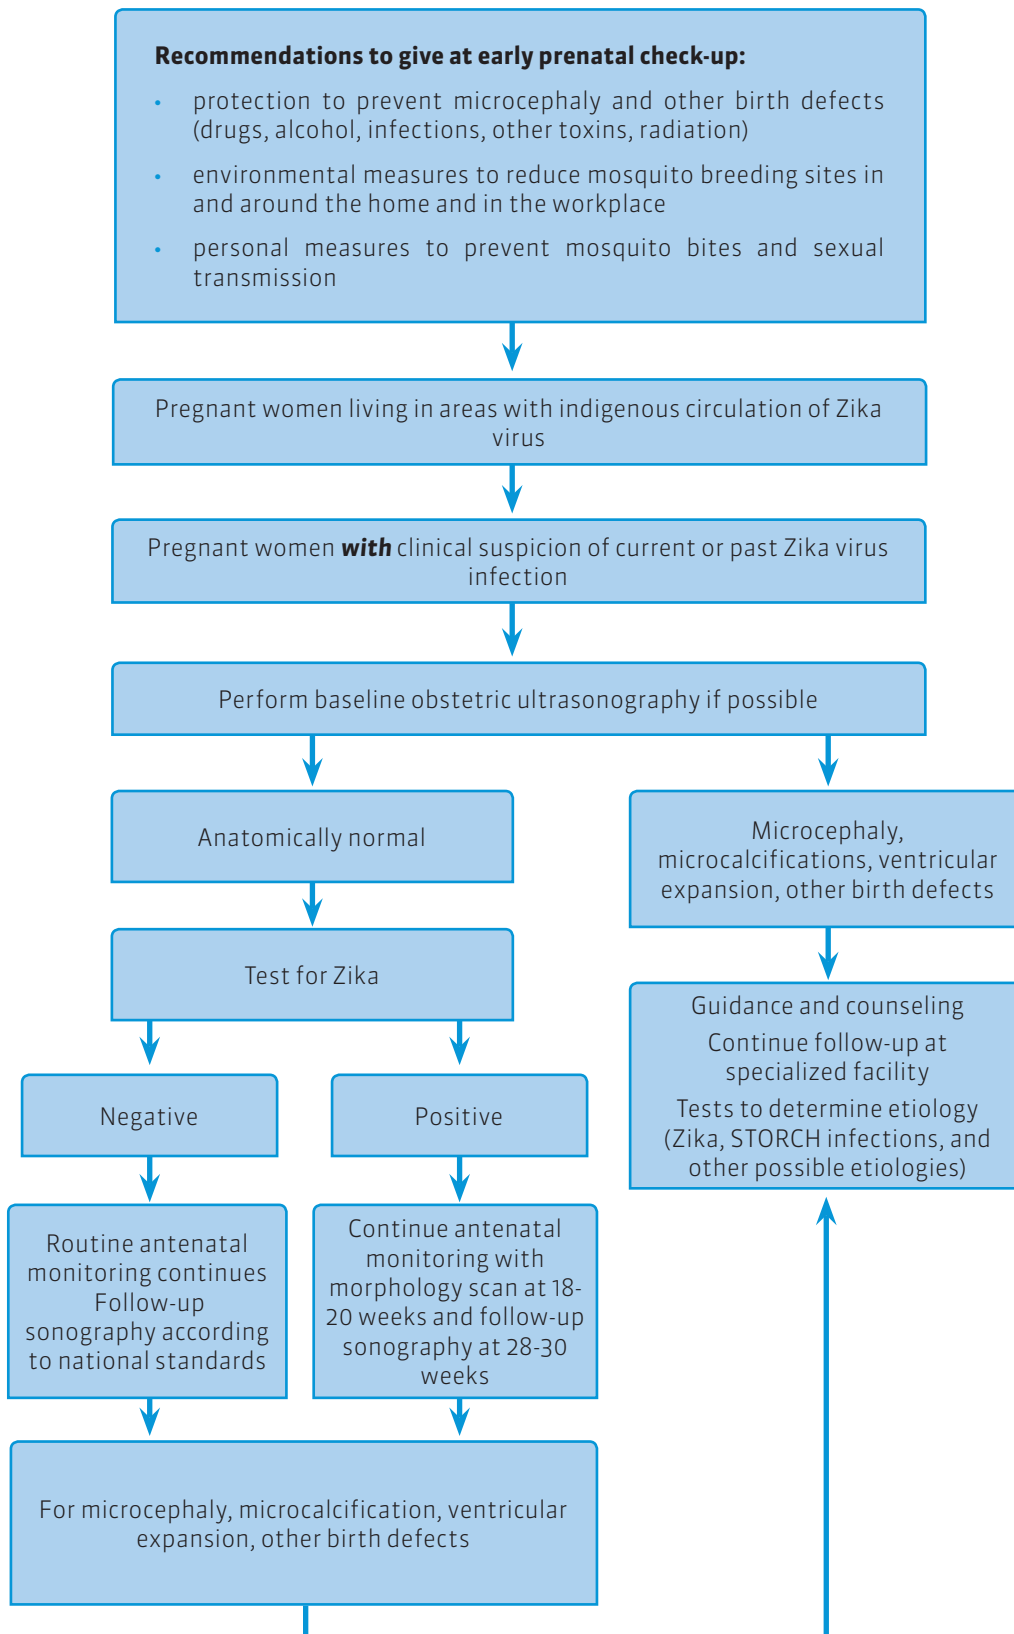 Recommendations to give at early prenatal check-up:
• protection to prevent microcephaly and other birth defects
(drugs, alcohol, infections, other toxins, radiation)
• environmental measures to reduce mosquito breeding sites in
and around the home and in the workplace
• personal measures to prevent mosquito bites and sexual
transmission
Pregnant women living in areas with indigenous circulation of Zika
virus
Pregnant women with clinical suspicion of current or past Zika virus
infection
Perform baseline obstetric ultrasonography if possible
Anatomically normal
Microcephaly,
microcalcifications, ventricular
expansion, other birth defects
Test for Zika
Guidance and counseling
Continue follow-up at
specialized facility
Tests to determine etiology
(Zika, STORCH infections, and
other possible etiologies)
Negative
Positive
Routine antenatal
monitoring continues
Follow-up
sonography according
to national standards
Continue antenatal
monitoring with
morphology scan at 18-
20 weeks and follow-up
sonography at 28-30
weeks
For microcephaly, microcalcification, ventricular
expansion, other birth defects